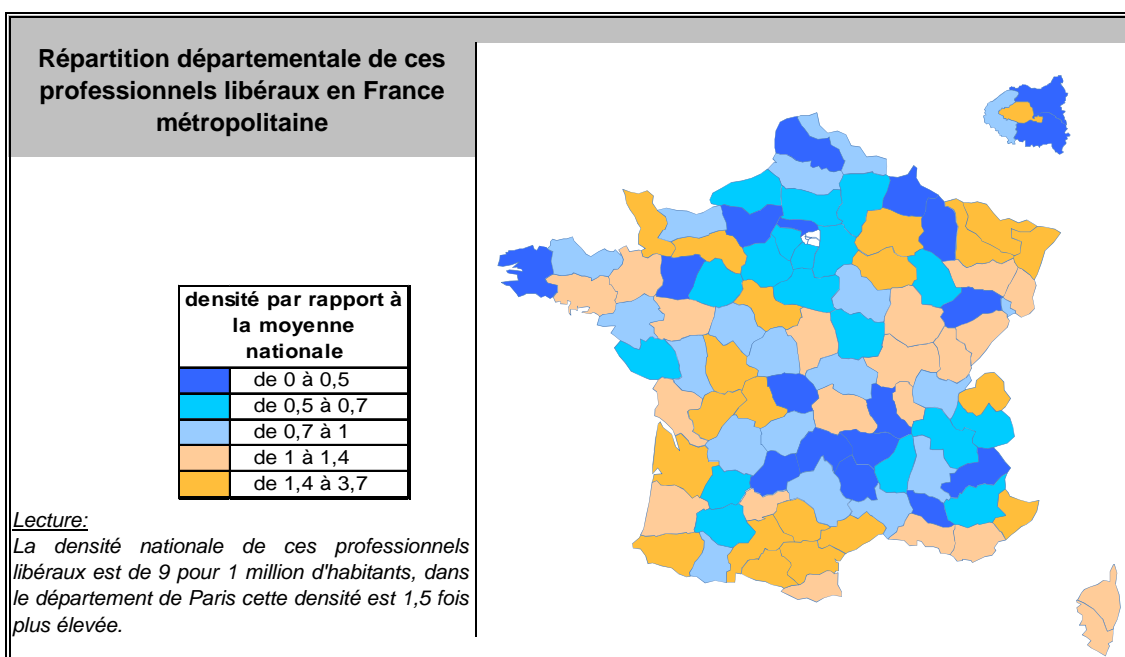 Répartition départementale de ces
professionnels libéraux en France
métropolitaine
densité par rapport à
la moyenne
nationale
de 0 à 0,5
de 0,5 à 0,7
de 0,7 à 1
de 1 à 1,4
de 1,4 à 3,7
Lecture:
La densité nationale de ces professionnels
libéraux est de 9 pour 1 million d'habitants, dans
le département de Paris cette densité est 1,5 fois
plus élevée.